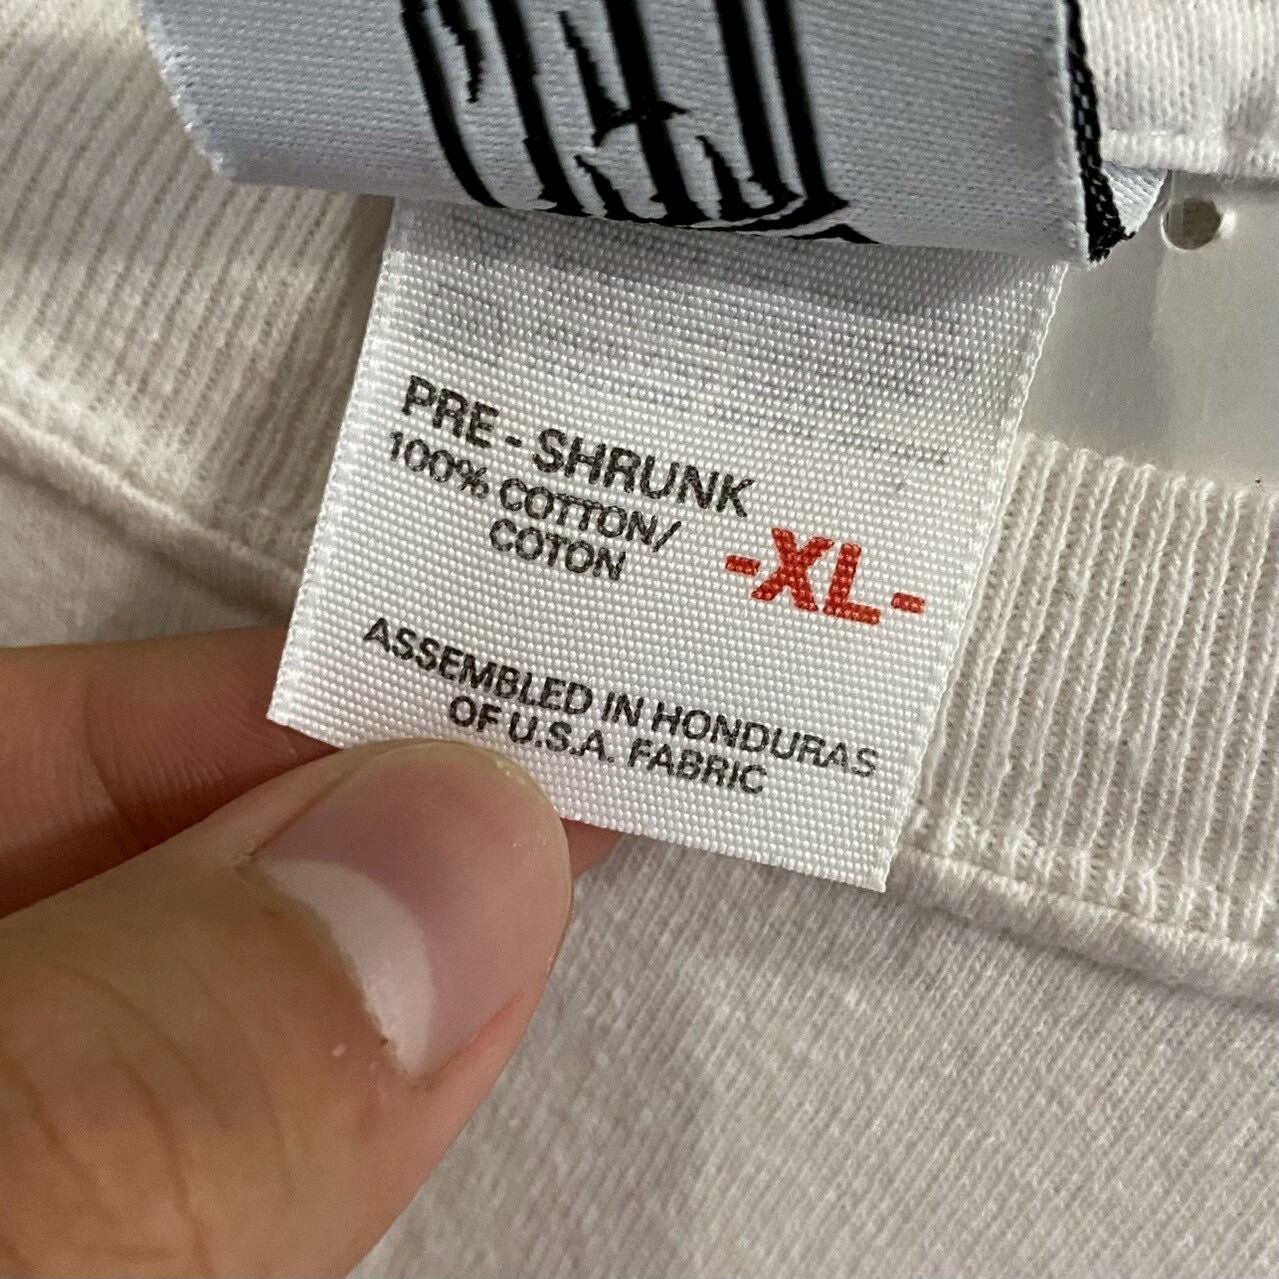 PRE - SHRUNK
100% COTTON/
COTON
-XL-
ASSEMBLED IN HONDURAS
OF U.S.A. FABRIC